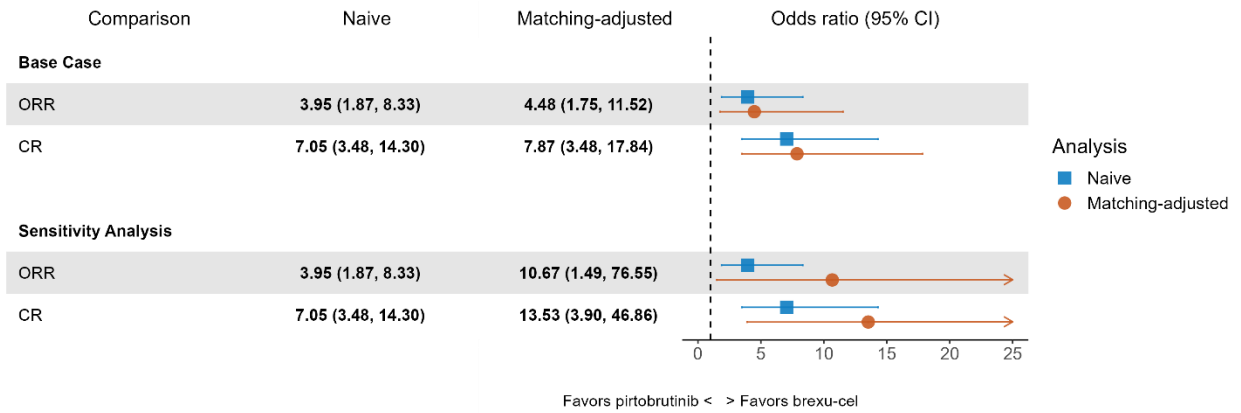 Comparison Naive Matching-adjusted Odds ratio (95% CI)
Base Case
ORR 3.95 (1.87, 8.33) 4.48 (1.75, 11.52)
CR 7.05 (3.48, 14.30) 7.87 (3.48, 17.84)
Analysis
Naive
Matching-adjusted
Sensitivity Analysis
ORR 3.95 (1.87, 8.33) 10.67 (1.49, 76.55)
CR 7.05 (3.48, 14.30) 13.53 (3.90, 46.86)
0 5 10 15 20 25
Favors pirtobrutinib < > Favors brexu-cel